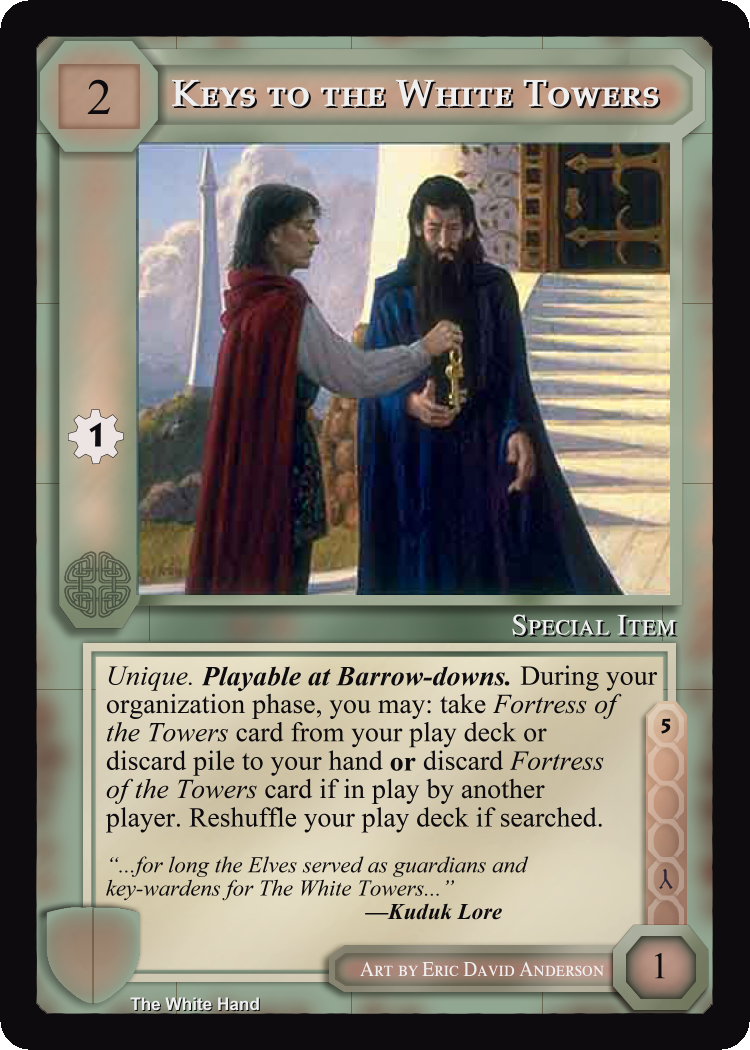 2
Keys to the White Towers
1
Special Item
Unique. Playable at Barrow-downs. During your
organization phase, you may: take Fortress of
the Towers card from your play deck or
discard pile to your hand or discard Fortress
of the Towers card if in play by another
player. Reshuffle your play deck if searched.
5
“...for long the Elves served as guardians and
key-wardens for The White Towers...”
—Kuduk Lore
Art by Eric David Anderson
1
The White Hand